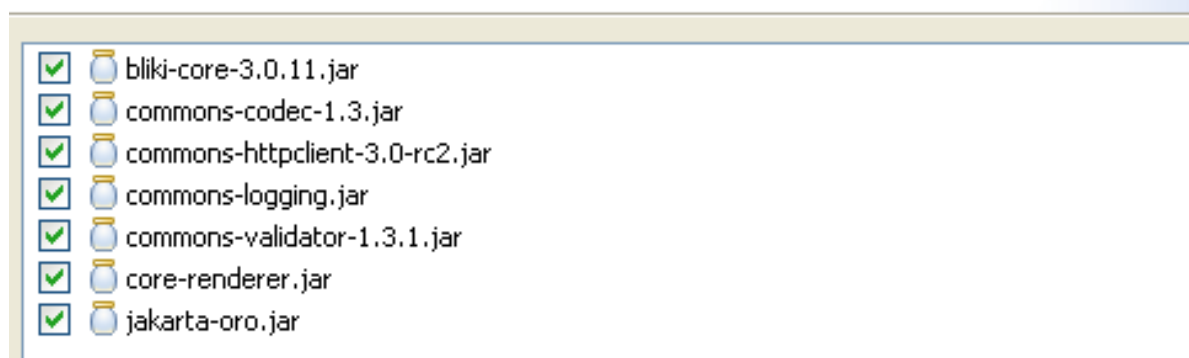 bliki-core-3.0.11.jar
commons-codec-1.3.jar
commons-httpclient-3.0-rc2.jar
commons-logging.jar
commons-validator-1.3.1.jar
core-renderer.jar
jakarta-oro.jar